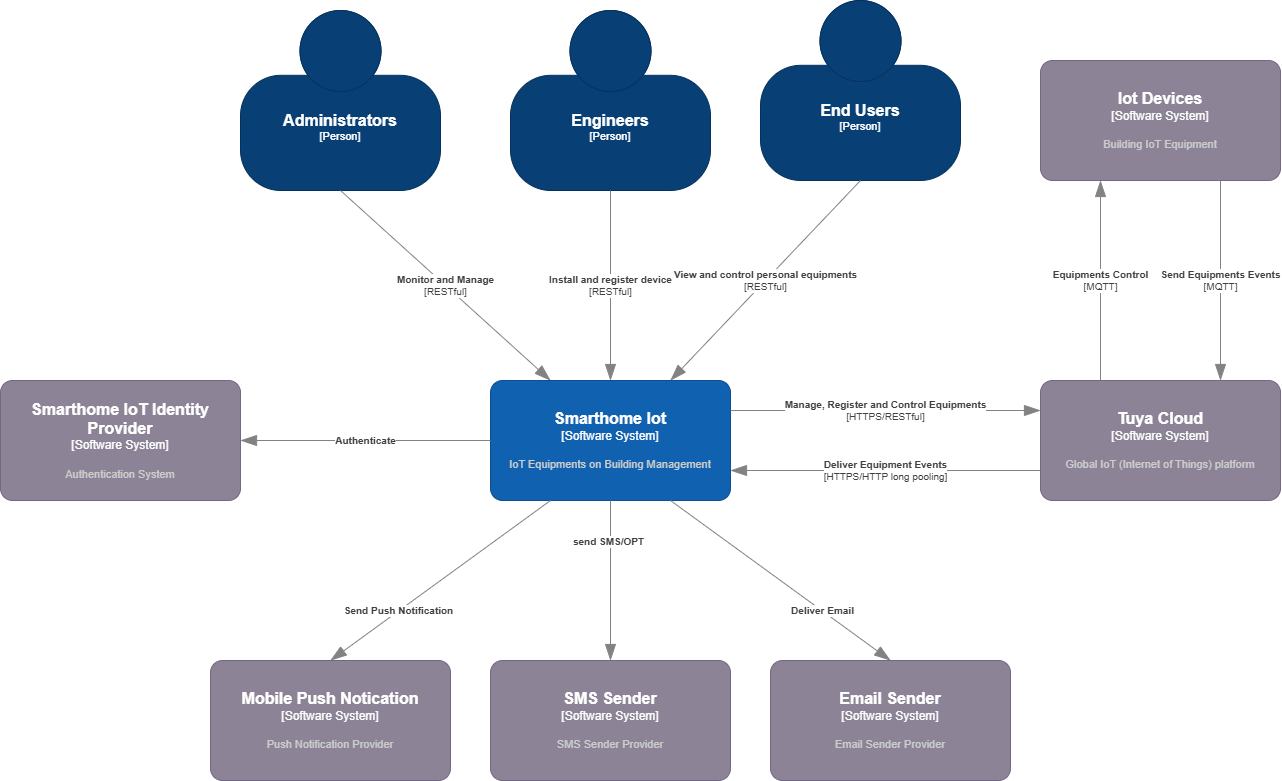 Administrators
[Person]
Engineers
[Person]
End Users
[Person]
Iot Devices
[Software System]
Building IoT Equipment
Monitor and Manage
[RESTful]
Install and register device
[RESTful]
View and control personal equipments
[RESTful]
Equipments Control
[MQTT]
Send Equipments Events
[MQTT]
Smarthome IoT Identity
Provider
[Software System]
Authentication System
Authenticate
Smarthome Iot
[Software System]
IoT Equipments on Building Management
Manage, Register and Control Equipments
[HTTPS/RESTful]
Deliver Equipment Events
[HTTPS/HTTP long pooling]
Tuya Cloud
[Software System]
Global IoT (Internet of Things) platform
send SMS/OPT
Send Push Notification
Deliver Email
Mobile Push Notication
[Software System]
Push Notification Provider
SMS Sender
[Software System]
SMS Sender Provider
Email Sender
[Software System]
Email Sender Provider